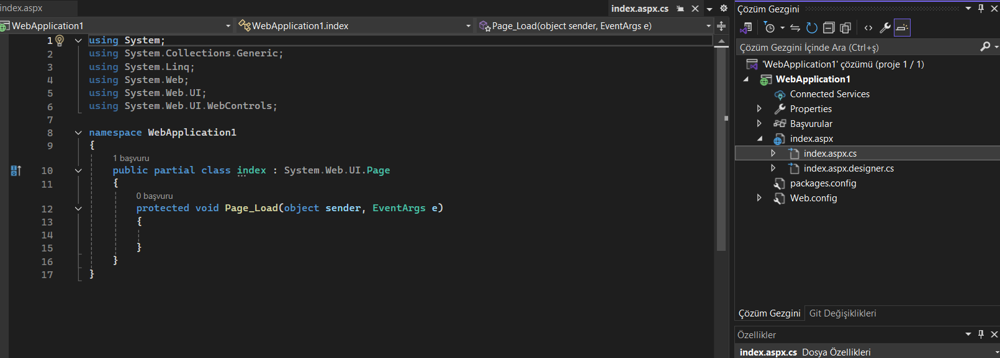 index.aspx
index.aspx.cs
WebApplication1
WebApplication1.index
Page_Load(object sender, EventArgs e)
1 using System;
2 using System.Collections.Generic;
3 using System.Linq;
4 using System.Web;
5 using System.Web.UI;
6 using System.Web.UI.WebControls;
7
8 namespace WebApplication1
9 {
1 başvuru
10 public partial class index : System.Web.UI.Page
11 {
0 başvuru
12 protected void Page_Load(object sender, EventArgs e)
13 {
14
15 }
16 }
17 }
Çözüm Gezgini
Çözüm Gezgini İçinde Ara (Ctrl+ş)
'WebApplication1' çözümü (proje 1 / 1)
WebApplication1
Connected Services
Properties
Başvurular
index.aspx
index.aspx.cs
index.aspx.designer.cs
packages.config
Web.config
Çözüm Gezgini
Git Değişiklikleri
Özellikler
index.aspx.cs Dosya Özellikleri